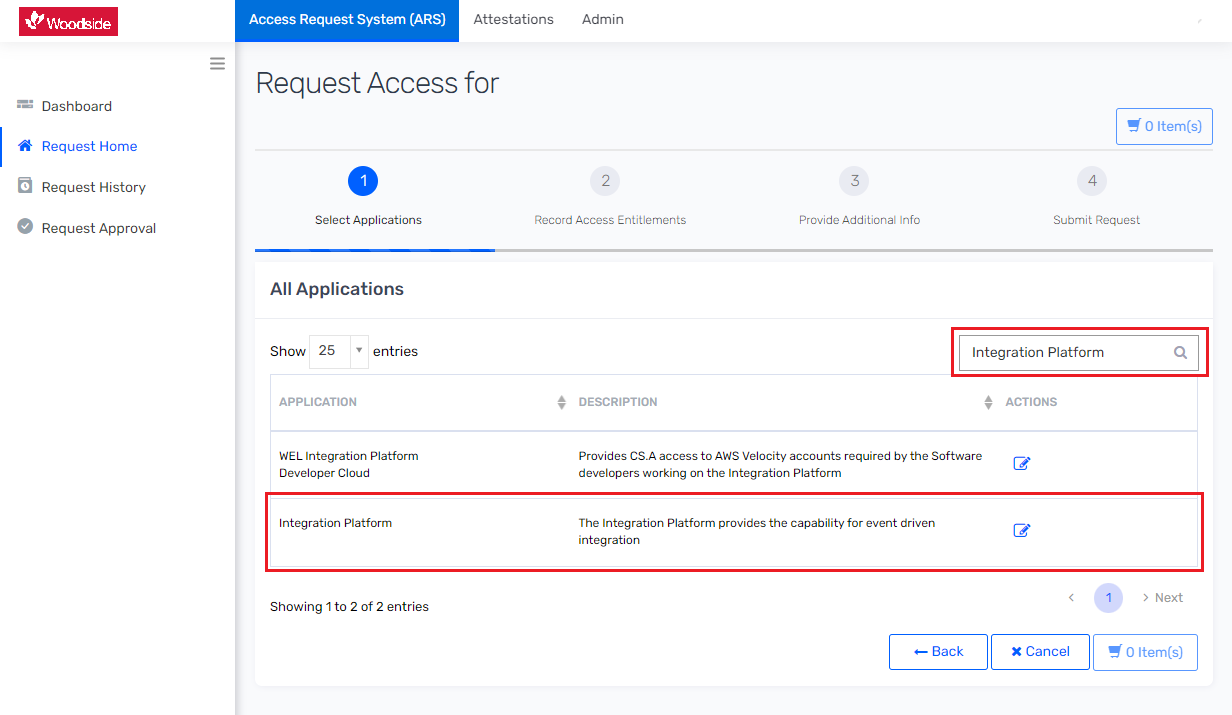 Woodside
Access Request System (ARS) Attestations Admin
Dashboard
Request Home
Request History
Request Approval
Request Access for
0 Item(s)
1 2 3 4
Select Applications Record Access Entitlements Provide Additional Info Submit Request
All Applications
Show 25 entries
Integration Platform
APPLICATION DESCRIPTION ACTIONS
WEL Integration Platform
Developer Cloud
Provides CS.A access to AWS Velocity accounts required by the Software
developers working on the Integration Platform
Integration Platform
The Integration Platform provides the capability for event driven
integration
Showing 1 to 2 of 2 entries
1 Next
Back Cancel 0 Item(s)